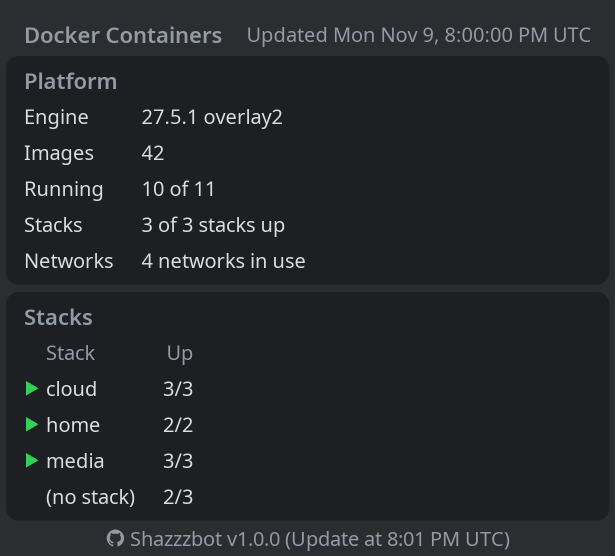 Docker Containers Updated Mon Nov 9, 8:00:00 PM UTC
Platform
Engine 27.5.1 overlay2
Images 42
Running 10 of 11
Stacks 3 of 3 stacks up
Networks 4 networks in use
Stacks
Stack Up
cloud 3/3
home 2/2
media 3/3
(no stack) 2/3
Shazzzbot v1.0.0 (Update at 8:01 PM UTC)